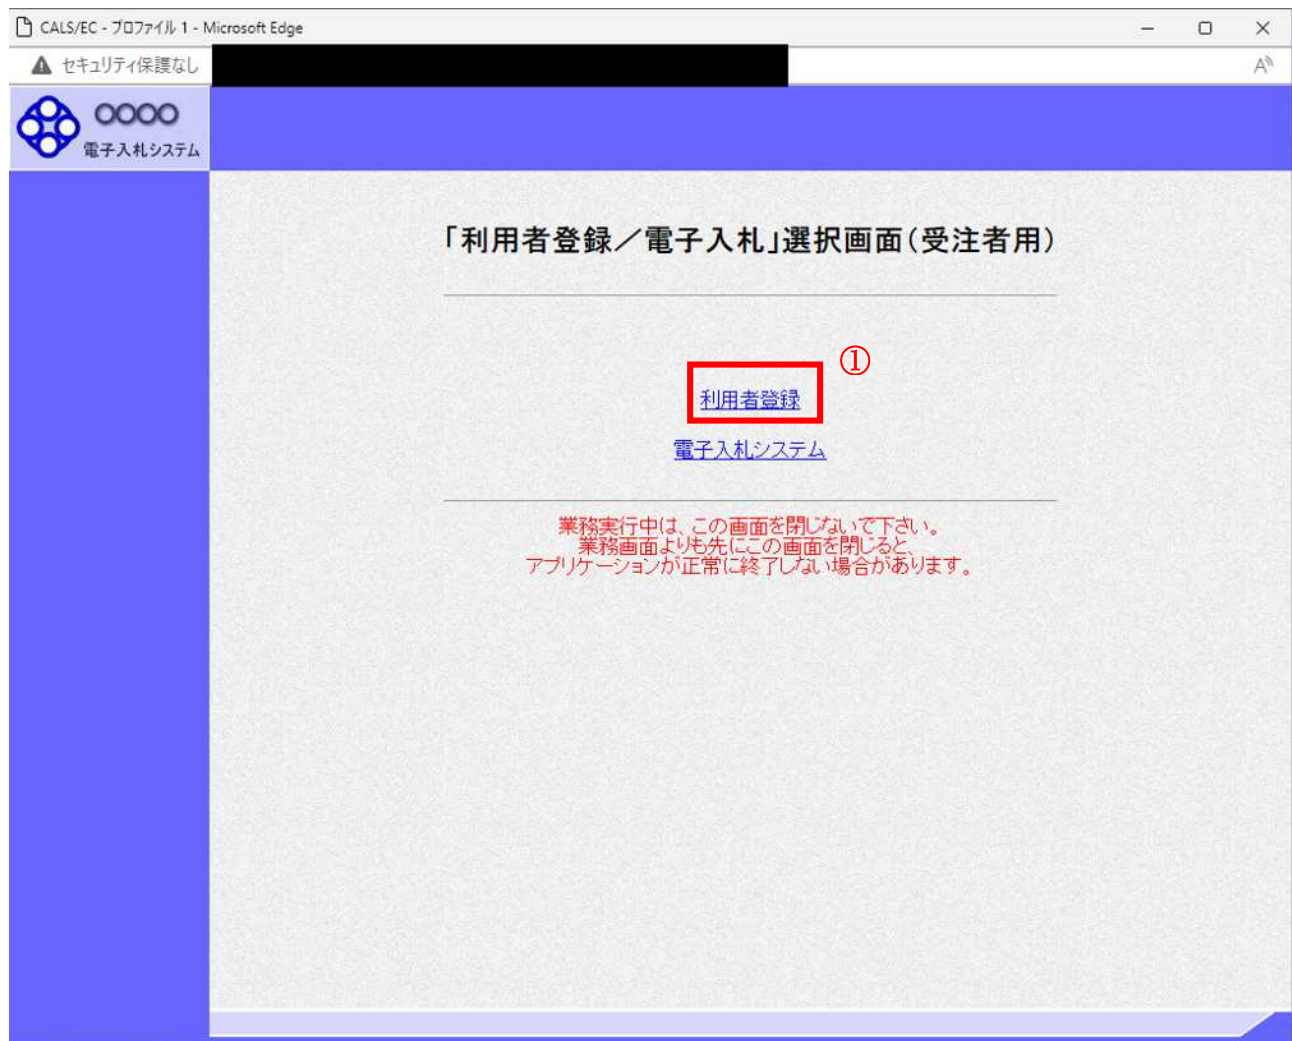 CALS/EC - プロファイル 1 - Microsoft Edge
セキュリティ保護なし
A
○○○○
電子入札システム
「利用者登録／電子入札」選択画面(受注者用)
①
利用者登録
電子入札システム
業務実行中は、この画面を閉じないで下さい。
業務画面よりも先にこの画面を閉じると、
アプリケーションが正常に終了しない場合があります。